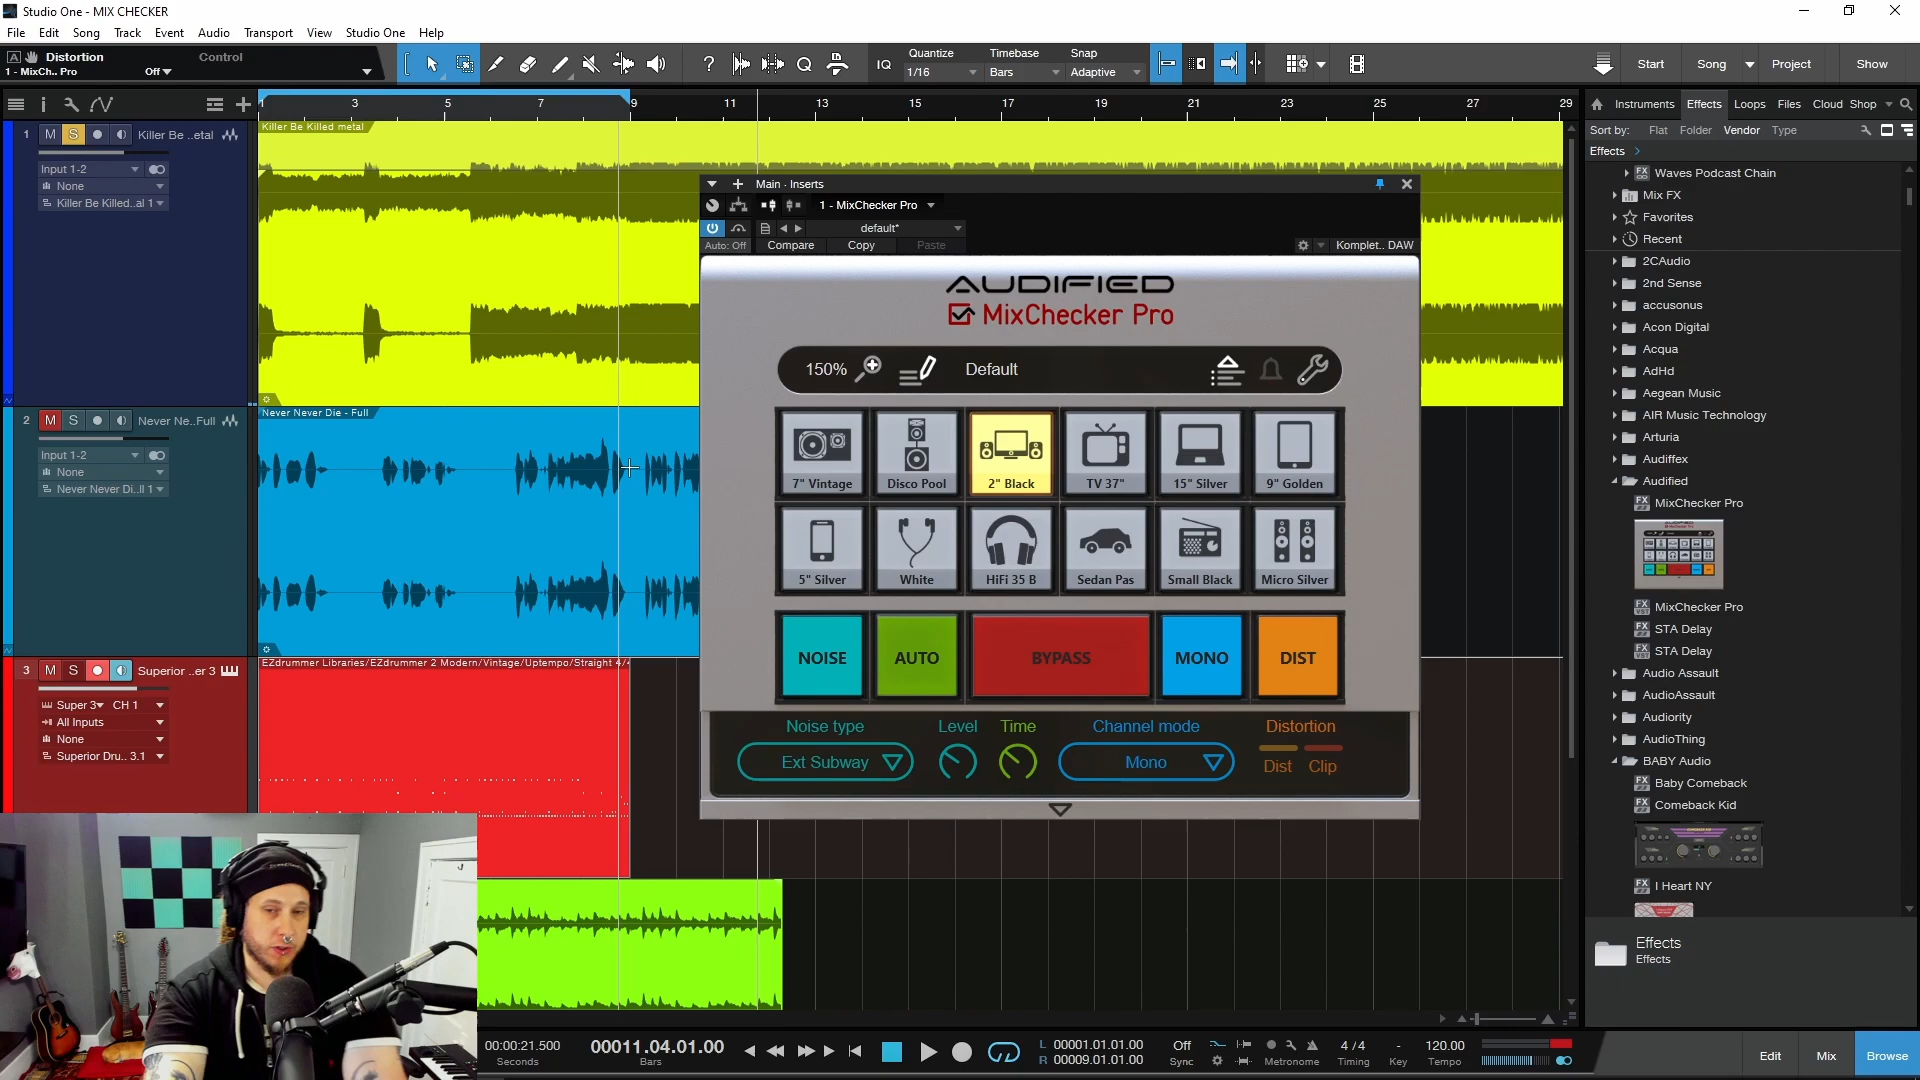 Studio One - MIX CHECKER
File Edit Song Track Event Audio Transport View Studio One Help
Distortion Control
1 - MixCh.. Pro Off
IQ Quantize 1/16 Timebase Bars Snap Adaptive
Start Song Project Show
3 5 7 9 11 13 15 17 19 21 23 25 27 29
1 M S Killer Be ..etal
Input 1-2
None
Killer Be Killed..al 1
Killer Be Killed metal
2 M S Never Ne..Full
Input 1-2
None
Never Never Di..ll 1
Never Never Die - Full
3 M S Superior ..er 3
Super 3 CH 1
All Inputs
None
Superior Dru.. 3.1
EZdrummer Libraries/EZdrummer 2 Modern/Vintage/Uptempo/Straight 4/4
Main - Inserts
1 - MixChecker Pro
default*
Auto: Off Compare Copy Paste Komplet.. DAW
AUDIFIED
MixChecker Pro
150% Default
7" Vintage Disco Pool 2" Black TV 37" 15" Silver 9" Golden
5" Silver White HiFi 35 B Sedan Pas Small Black Micro Silver
NOISE AUTO BYPASS MONO DIST
Noise type Level Time Channel mode Distortion
Ext Subway Mono Dist Clip
Instruments Effects Loops Files Cloud Shop
Sort by: Flat Folder Vendor Type
Effects
FX Waves Podcast Chain
Mix FX
Favorites
Recent
2CAudio
2nd Sense
accusonus
Acon Digital
Acqua
AdHd
Aegean Music
AIR Music Technology
Arturia
Audiffex
Audified
FX MixChecker Pro
FX MixChecker Pro
FX STA Delay
FX STA Delay
Audio Assault
AudioAssault
Audiority
AudioThing
BABY Audio
FX Baby Comeback
FX Comeback Kid
FX I Heart NY
Effects
Effects
00:00:21.500
Seconds
00011.04.01.00
Bars
L 00001.01.01.00
R 00009.01.01.00
Off
Sync
Metronome
4 / 4
Timing
-
Key
120.00
Tempo
Edit Mix Browse